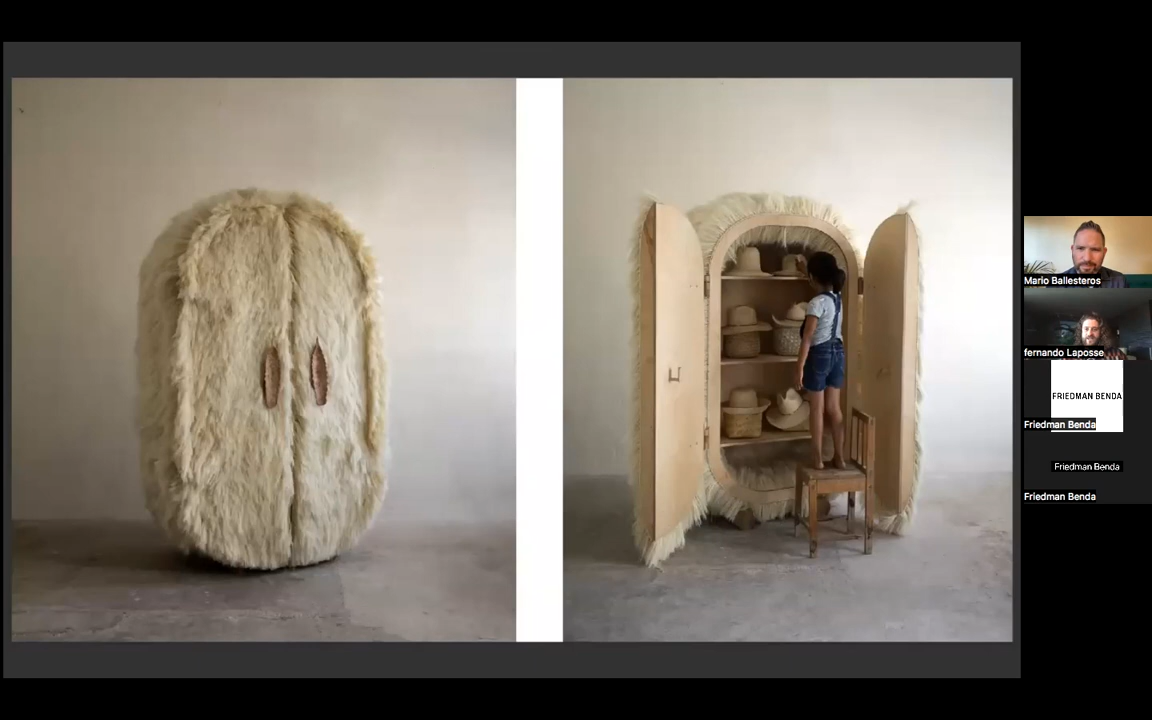 Mario Ballesteros
fernando Laposse
FRIEDMAN BENDA
Friedman Benda
Friedman Benda
Friedman Benda